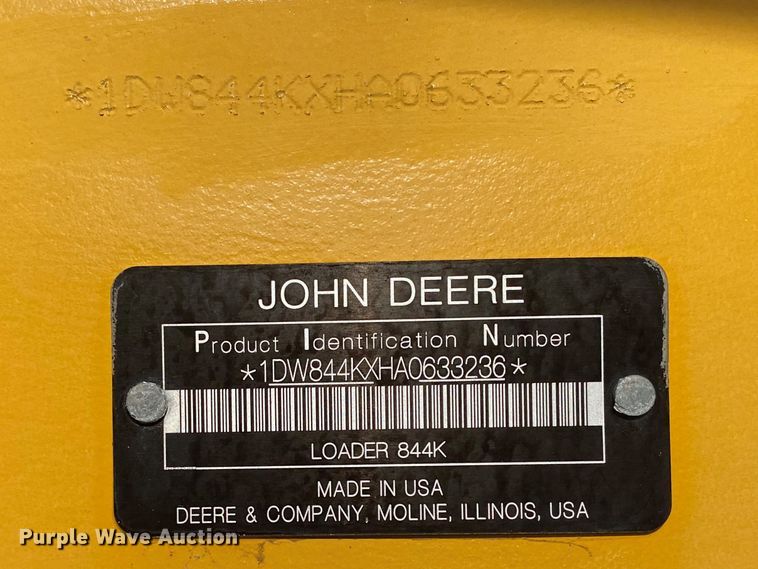 *1DW844KXHA0633236*
JOHN DEERE
Product Identification Number
*1DW844KXHA0633236*
LOADER 844K
MADE IN USA
DEERE & COMPANY, MOLINE, ILLINOIS, USA
Purple Wave Auction